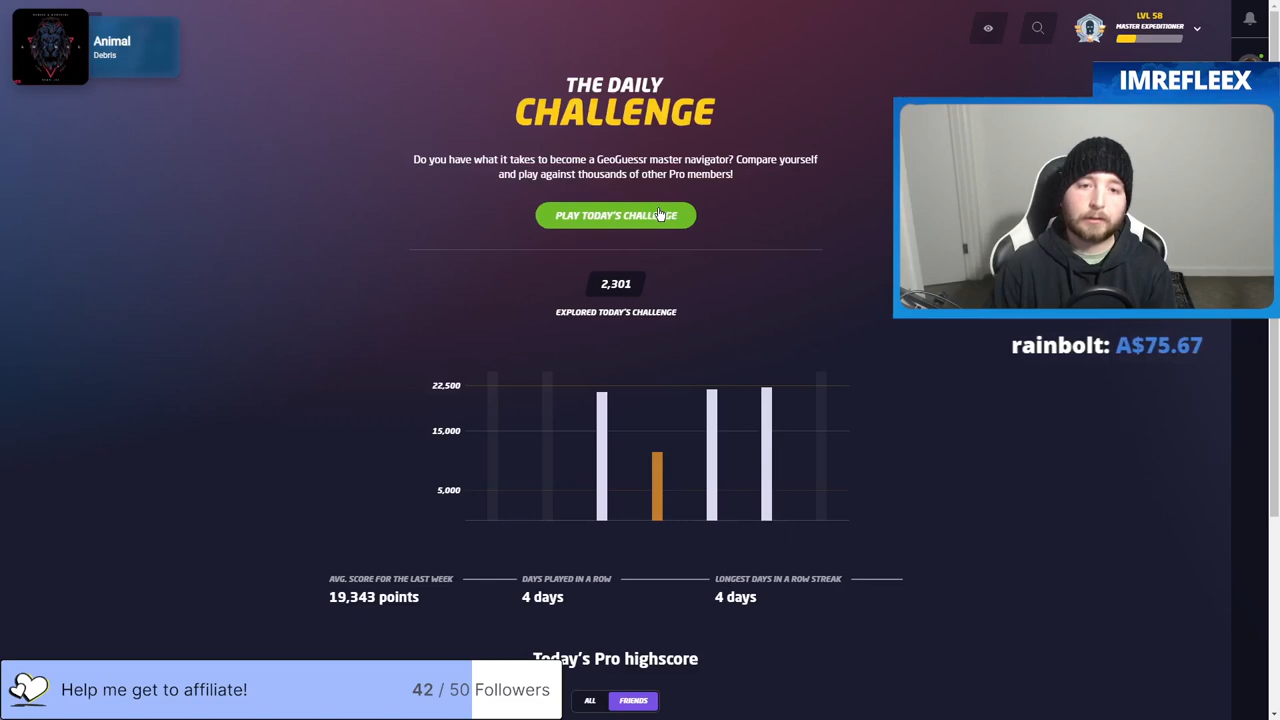 Animal
Debris
LVL 58
MASTER EXPEDITIONER
THE DAILY
CHALLENGE
IMREFLEEX
Do you have what it takes to become a GeoGuessr master navigator? Compare yourself
and play against thousands of other Pro members!
PLAY TODAY'S CHALLENGE
2,301
EXPLORED TODAY'S CHALLENGE
rainbolt: A$75.67
22,500
15,000
5,000
AVG. SCORE FOR THE LAST WEEK
19,343 points
DAYS PLAYED IN A ROW
4 days
LONGEST DAYS IN A ROW STREAK
4 days
Today's Pro highscore
Help me get to affiliate!
42 / 50 Followers
ALL
FRIENDS